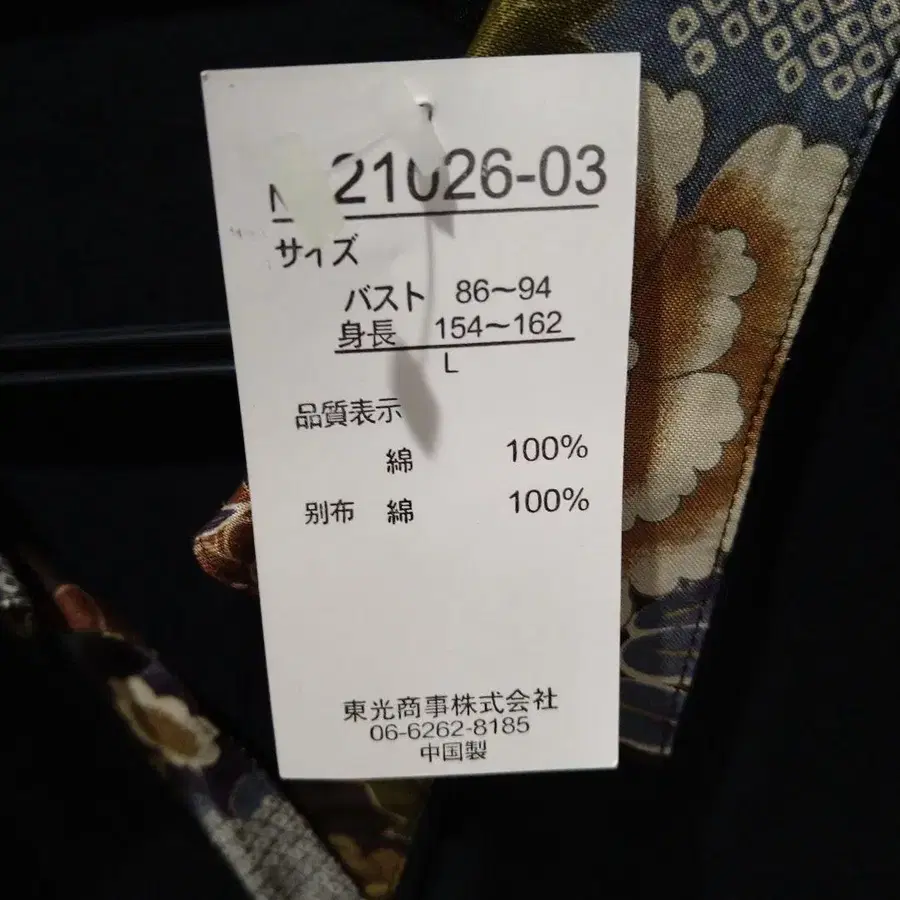 21026-03
サイズ
バスト 86～94
身長 154～162
L
品質表示
綿 100%
別布 綿 100%
東光商事株式会社
06-6262-8185
中国製